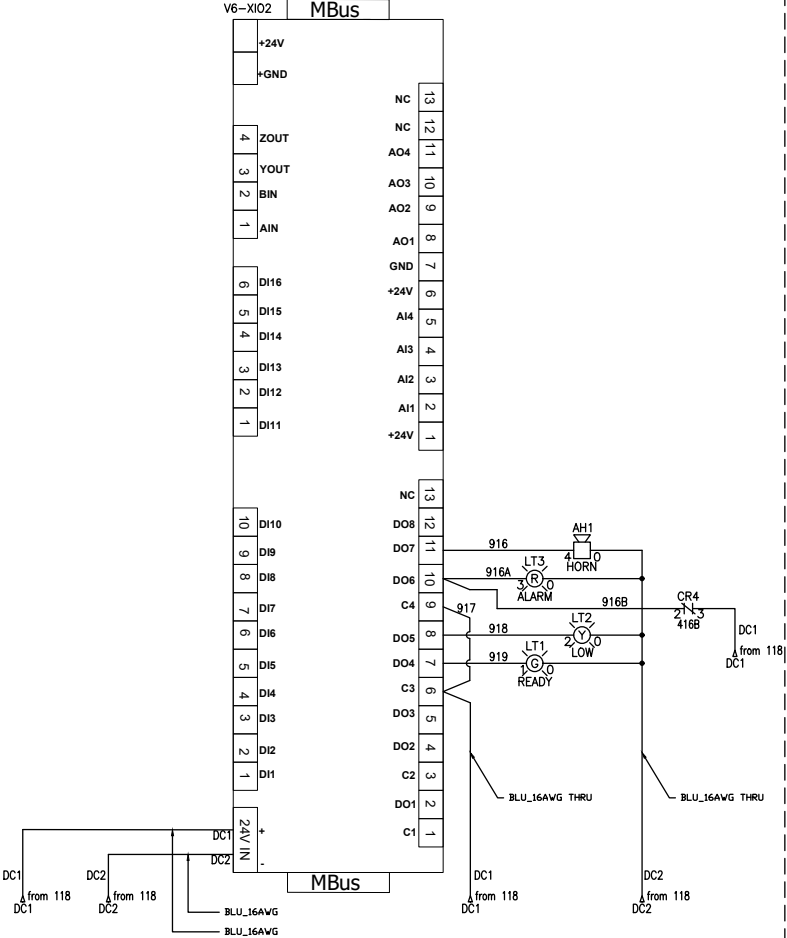 V6-XIO2
MBus
+24V
+GND
4 ZOUT
3 YOUT
2 BIN
1 AIN
6 DI16
5 DI15
4 DI14
3 DI13
2 DI12
1 DI11
10 DI10
9 DI9
8 DI8
7 DI7
6 DI6
5 DI5
4 DI4
3 DI3
2 DI2
1 DI1
24V IN
+
-
NC 13
NC 12
AO4 11
AO3 10
AO2 9
AO1 8
GND 7
+24V 6
AI4 5
AI3 4
AI2 3
AI1 2
+24V 1
NC 13
DO8 12
DO7 11
DO6 10
C4 9
DO5 8
DO4 7
C3 6
DO3 5
DO2 4
C2 3
DO1 2
C1 1
MBus
AH1
916
4 0
HORN
LT3
916A
3 R 0
ALARM
916B
CR4
2 3
416B
917
LT2
918
2 Y 0
LOW
LT1
919
1 G 0
READY
DC1
from 118
DC1
BLU_16AWG THRU
BLU_16AWG THRU
DC1
DC2
DC1
from 118
DC1
DC2
from 118
DC2
BLU_16AWG
BLU_16AWG
DC1
from 118
DC1
DC2
from 118
DC2